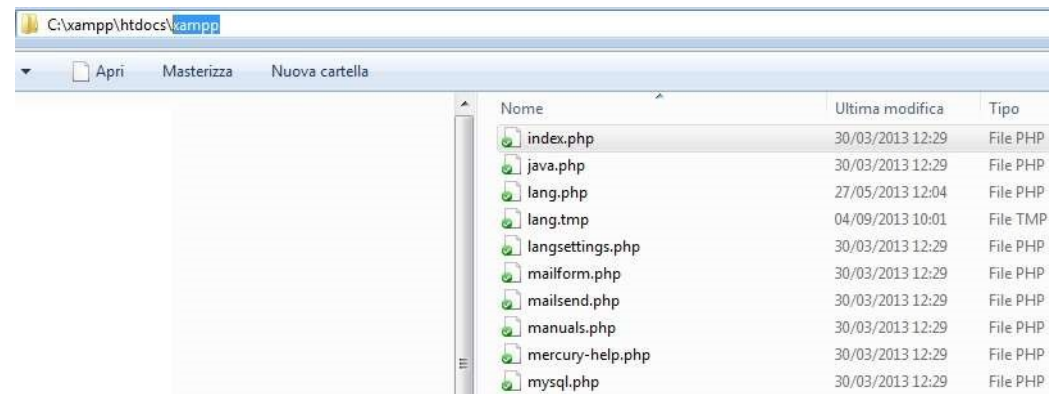 C:\xampp\htdocs\xampp
Apri Masterizza Nuova cartella
Nome Ultima modifica Tipo
index.php 30/03/2013 12:29 File PHP
java.php 30/03/2013 12:29 File PHP
lang.php 27/05/2013 12:04 File PHP
lang.tmp 04/09/2013 10:01 File TMP
langsettings.php 30/03/2013 12:29 File PHP
mailform.php 30/03/2013 12:29 File PHP
mailsend.php 30/03/2013 12:29 File PHP
manuals.php 30/03/2013 12:29 File PHP
mercury-help.php 30/03/2013 12:29 File PHP
mysql.php 30/03/2013 12:29 File PHP